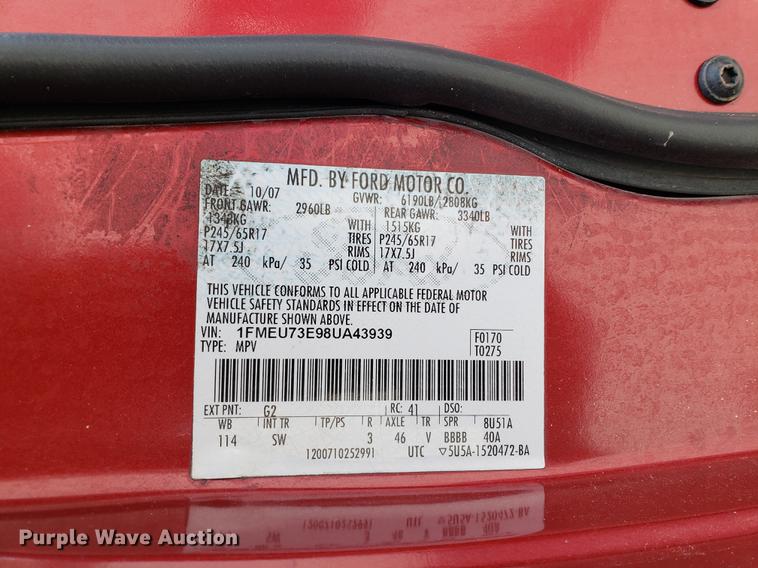 MFD. BY FORD MOTOR CO.
DATE: 10/07 GVWR: 6190LB/2808KG
FRONT GAWR: 2960LB REAR GAWR: 3340LB
1343KG WITH 1515KG WITH
P245/65R17 TIRES P245/65R17 TIRES
17X7.5J RIMS 17X7.5J RIMS
AT 240 kPa/ 35 PSI COLD AT 240 kPa/ 35 PSI COLD
THIS VEHICLE CONFORMS TO ALL APPLICABLE FEDERAL MOTOR
VEHICLE SAFETY STANDARDS IN EFFECT ON THE DATE OF
MANUFACTURE SHOWN ABOVE.
VIN: 1FMEU73E98UA43939 F0170
TYPE: MPV T0275
EXT PNT: G2 RC: 41 DSO:
WB INT TR TP/PS R AXLE TR SPR 8U51A
114 SW 3 46 V BBBB 40A
1200710252991 UTC ▽5U5A-1520472-BA
Purple Wave Auction